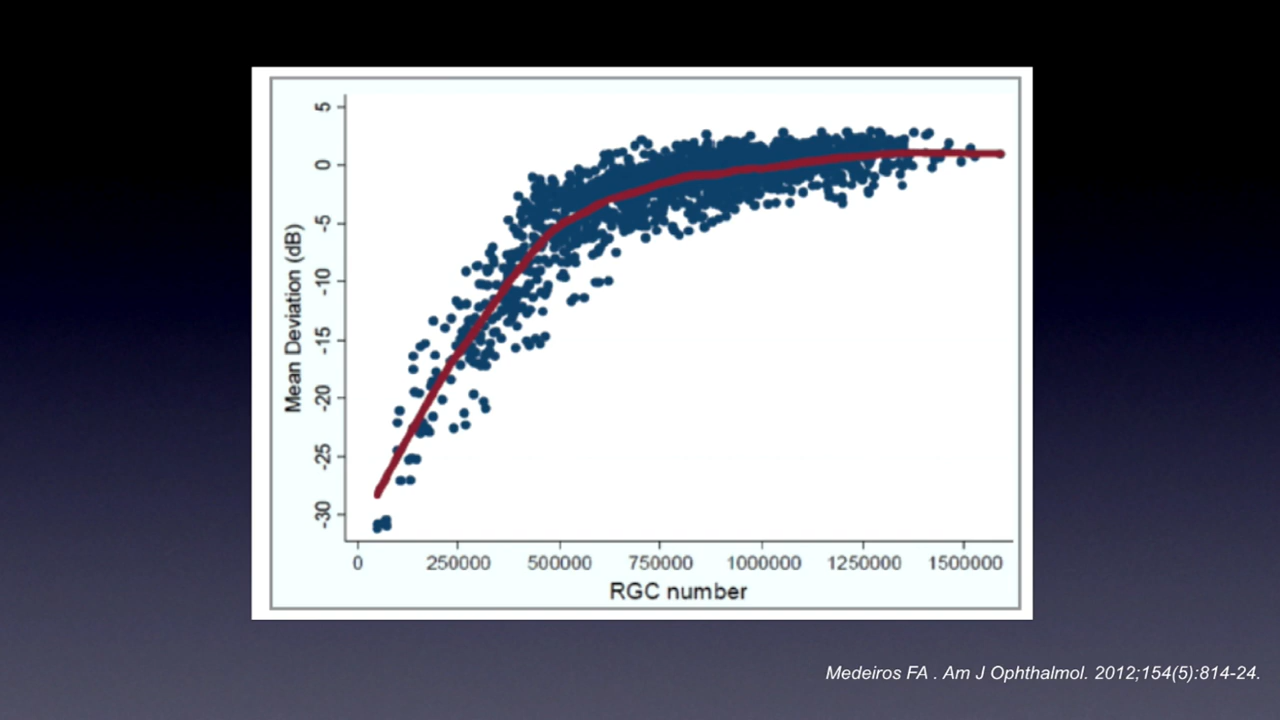 5
0
-5
-10
-15
-20
-25
-30
Mean Deviation (dB)
0 250000 500000 750000 1000000 1250000 1500000
RGC number
Medeiros FA . Am J Ophthalmol. 2012;154(5):814-24.